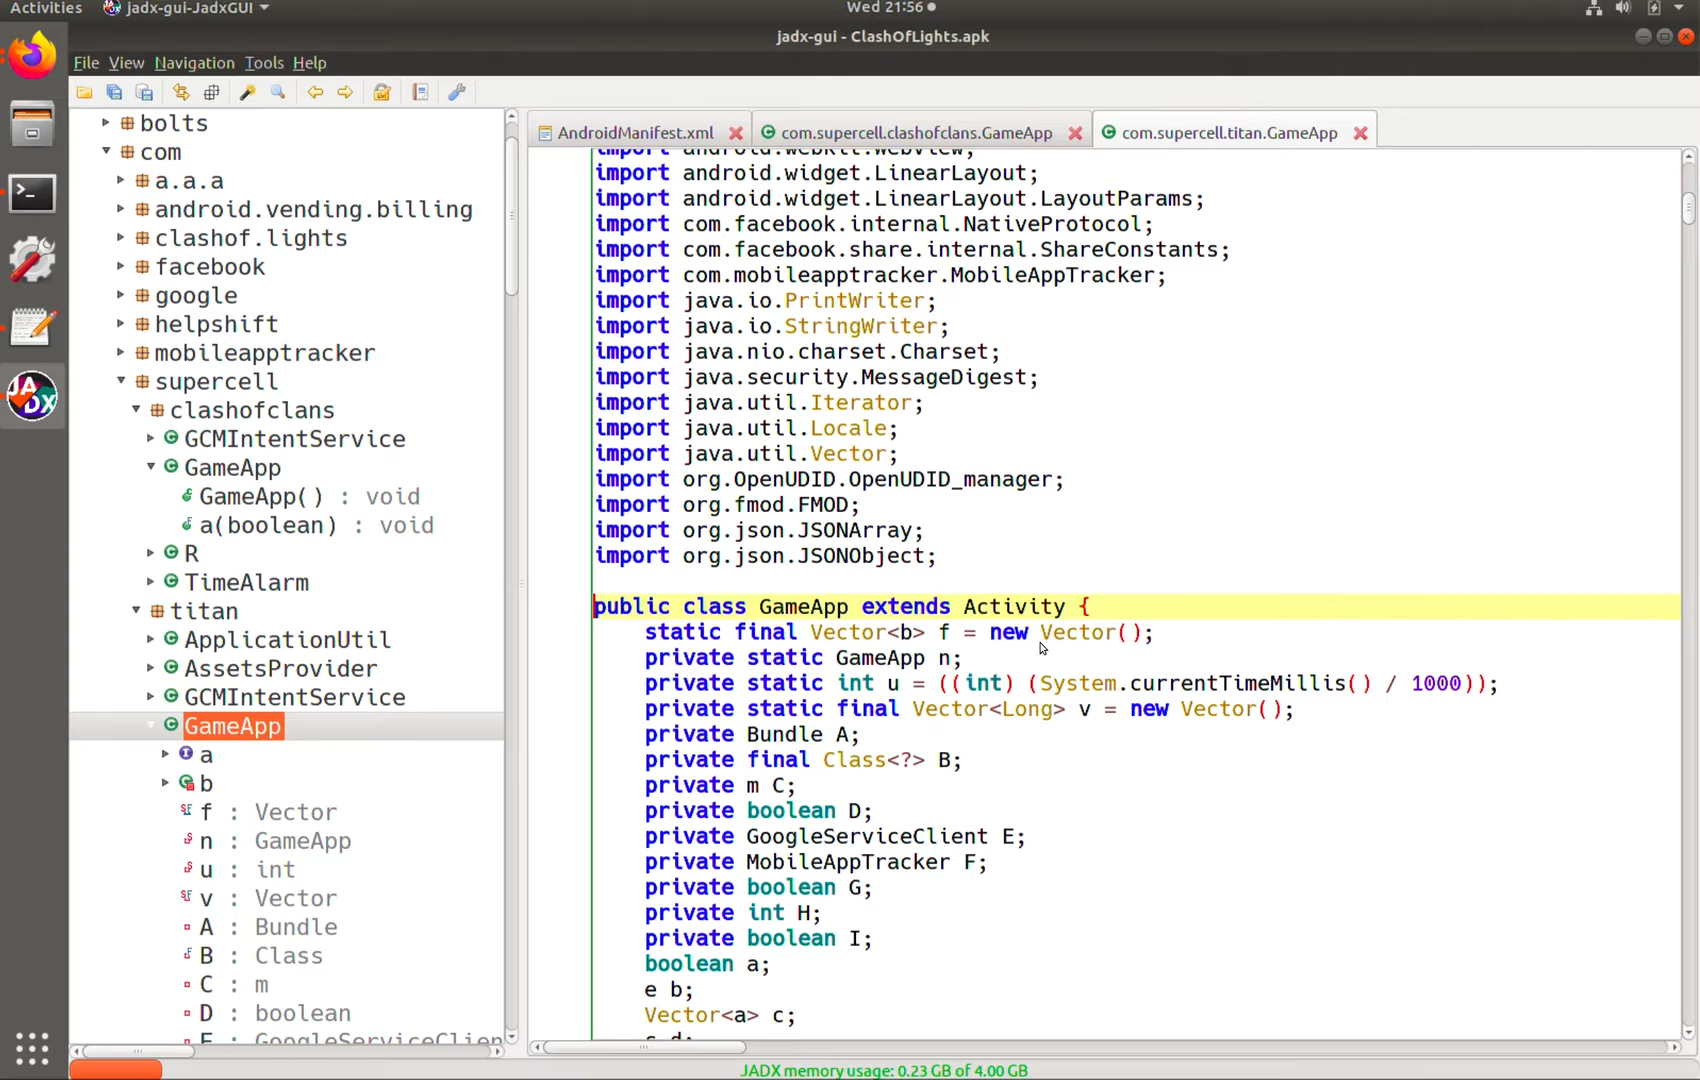 Activities
jadx-gui-JadxGUI
Wed 21:56
jadx-gui - ClashOfLights.apk
File View Navigation Tools Help
bolts
com
a.a.a
android.vending.billing
clashof.lights
facebook
google
helpshift
mobileapptracker
supercell
clashofclans
GCMIntentService
GameApp
GameApp() : void
a(boolean) : void
R
TimeAlarm
titan
ApplicationUtil
AssetsProvider
GCMIntentService
GameApp
a
b
f : Vector
n : GameApp
u : int
v : Vector
A : Bundle
B : Class
C : m
D : boolean
E : GoogleServiceClien
AndroidManifest.xml
com.supercell.clashofclans.GameApp
com.supercell.titan.GameApp
import android.webkit.WebView;
import android.widget.LinearLayout;
import android.widget.LinearLayout.LayoutParams;
import com.facebook.internal.NativeProtocol;
import com.facebook.share.internal.ShareConstants;
import com.mobileapptracker.MobileAppTracker;
import java.io.PrintWriter;
import java.io.StringWriter;
import java.nio.charset.Charset;
import java.security.MessageDigest;
import java.util.Iterator;
import java.util.Locale;
import java.util.Vector;
import org.OpenUDID.OpenUDID_manager;
import org.fmod.FMOD;
import org.json.JSONArray;
import org.json.JSONObject;
public class GameApp extends Activity {
static final Vector<b> f = new Vector();
private static GameApp n;
private static int u = ((int) (System.currentTimeMillis() / 1000));
private static final Vector<Long> v = new Vector();
private Bundle A;
private final Class<?> B;
private m C;
private boolean D;
private GoogleServiceClient E;
private MobileAppTracker F;
private boolean G;
private int H;
private boolean I;
boolean a;
e b;
Vector<a> c;
JADX
JADX memory usage: 0.23 GB of 4.00 GB